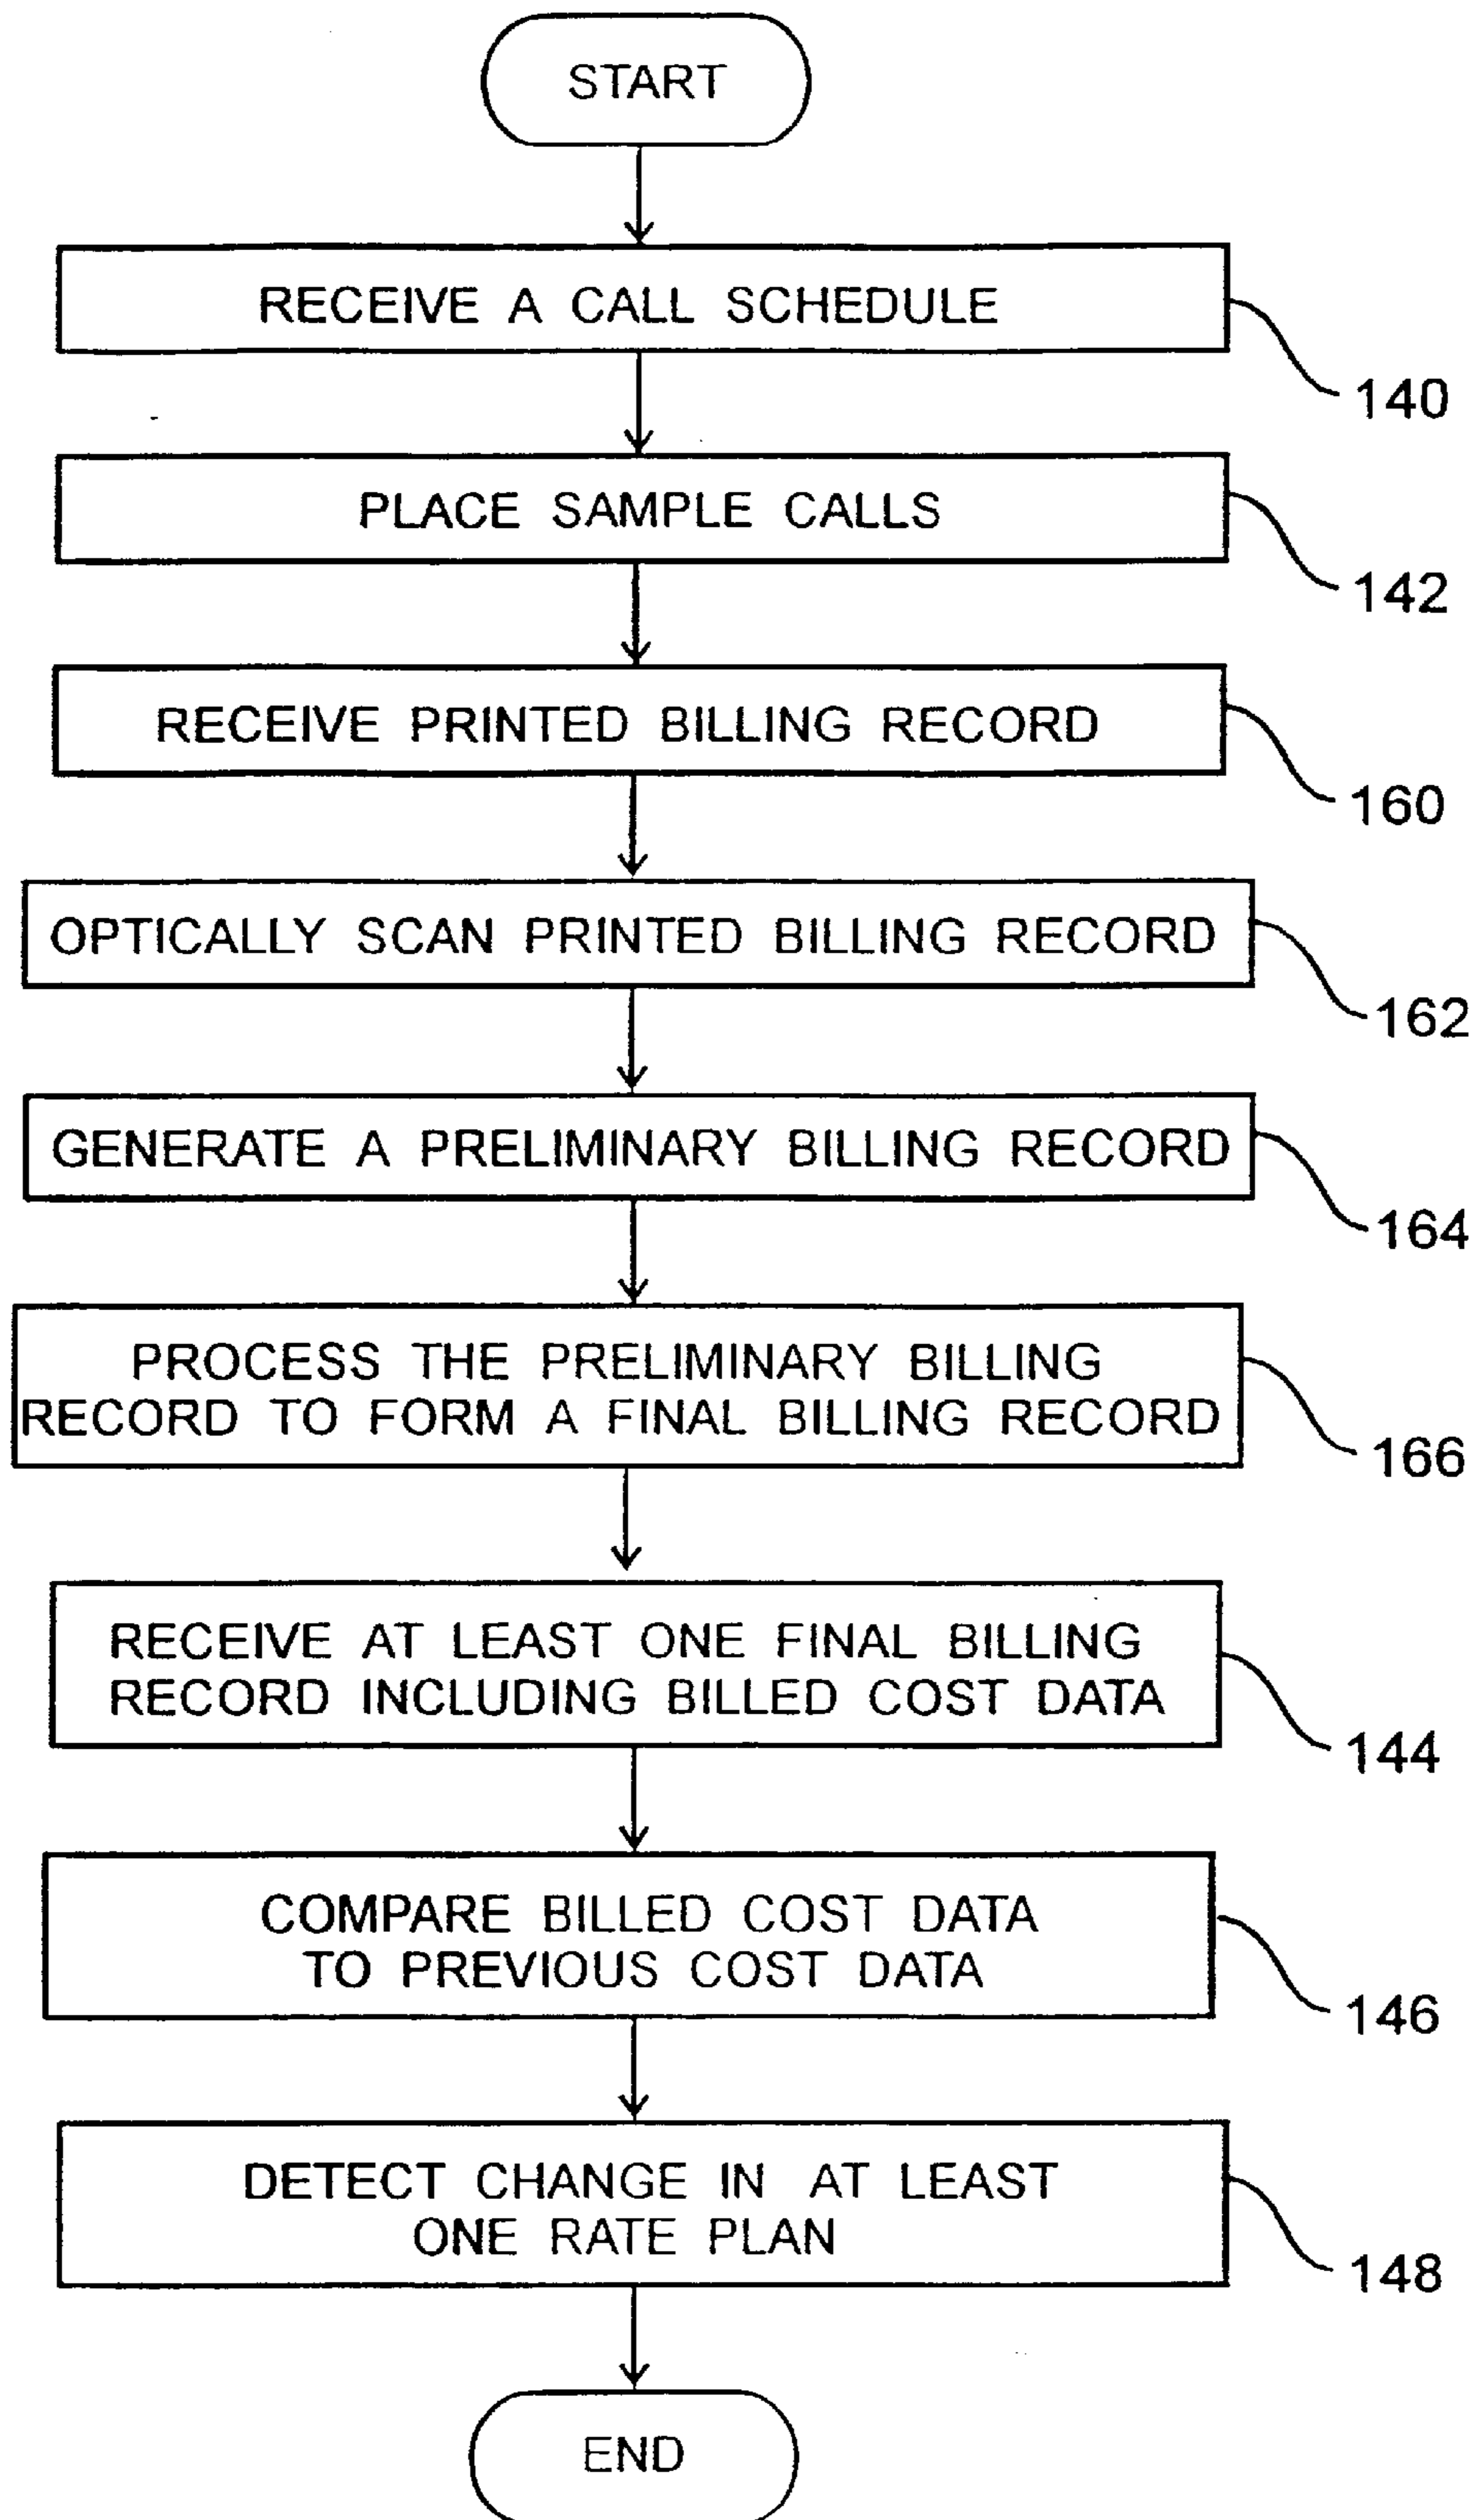 START
RECEIVE A CALL SCHEDULE
140
PLACE SAMPLE CALLS
142
RECEIVE PRINTED BILLING RECORD
160
OPTICALLY SCAN PRINTED BILLING RECORD
162
GENERATE A PRELIMINARY BILLING RECORD
164
PROCESS THE PRELIMINARY BILLING
RECORD TO FORM A FINAL BILLING RECORD
166
RECEIVE AT LEAST ONE FINAL BILLING
RECORD INCLUDING BILLED COST DATA
144
COMPARE BILLED COST DATA
TO PREVIOUS COST DATA
146
DETECT CHANGE IN AT LEAST
ONE RATE PLAN
148
END